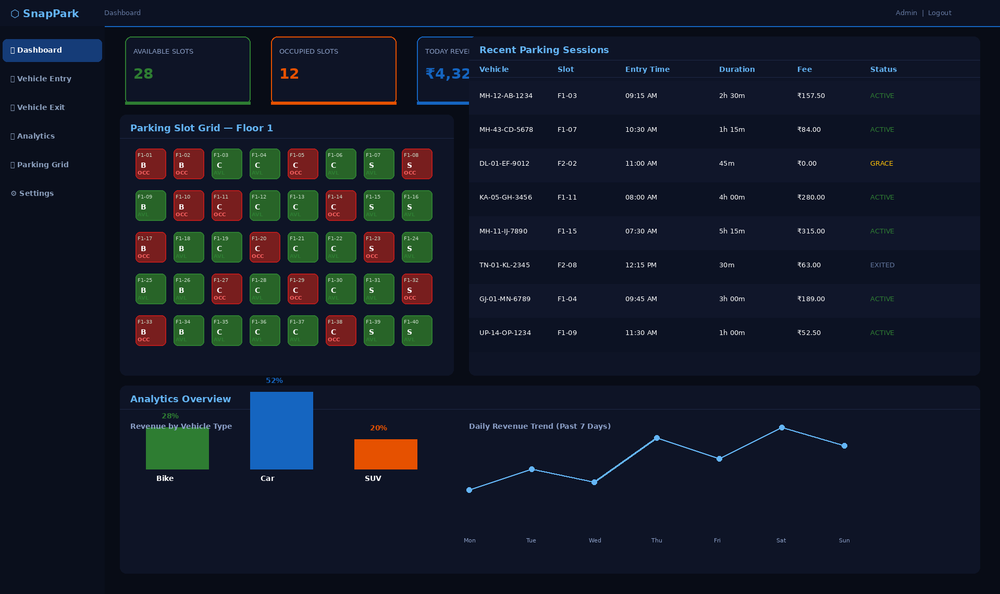 ⬡ SnapPark
Dashboard
Admin | Logout
Dashboard
Vehicle Entry
Vehicle Exit
Analytics
Parking Grid
⚙ Settings
AVAILABLE SLOTS
28
OCCUPIED SLOTS
12
TODAY REVE
₹4,32
Parking Slot Grid — Floor 1
F1-01 F1-02 F1-03 F1-04 F1-05 F1-06 F1-07 F1-08
B B C C C C S S
OCC OCC AVL AVL OCC AVL AVL OCC
F1-09 F1-10 F1-11 F1-12 F1-13 F1-14 F1-15 F1-16
B B C C C C S S
AVL OCC OCC AVL AVL OCC AVL AVL
F1-17 F1-18 F1-19 F1-20 F1-21 F1-22 F1-23 F1-24
B B C C C C S S
OCC AVL AVL OCC AVL AVL OCC AVL
F1-25 F1-26 F1-27 F1-28 F1-29 F1-30 F1-31 F1-32
B B C C C C S S
AVL AVL OCC AVL OCC AVL AVL OCC
F1-33 F1-34 F1-35 F1-36 F1-37 F1-38 F1-39 F1-40
B B C C C C S S
OCC AVL AVL AVL AVL OCC AVL AVL
Recent Parking Sessions
Vehicle Slot Entry Time Duration Fee Status
MH-12-AB-1234 F1-03 09:15 AM 2h 30m ₹157.50 ACTIVE
MH-43-CD-5678 F1-07 10:30 AM 1h 15m ₹84.00 ACTIVE
DL-01-EF-9012 F2-02 11:00 AM 45m ₹0.00 GRACE
KA-05-GH-3456 F1-11 08:00 AM 4h 00m ₹280.00 ACTIVE
MH-11-IJ-7890 F1-15 07:30 AM 5h 15m ₹315.00 ACTIVE
TN-01-KL-2345 F2-08 12:15 PM 30m ₹63.00 EXITED
GJ-01-MN-6789 F1-04 09:45 AM 3h 00m ₹189.00 ACTIVE
UP-14-OP-1234 F1-09 11:30 AM 1h 00m ₹52.50 ACTIVE
Analytics Overview
Revenue by Vehicle Type
28%
52%
20%
Bike Car SUV
Daily Revenue Trend (Past 7 Days)
Mon Tue Wed Thu Fri Sat Sun